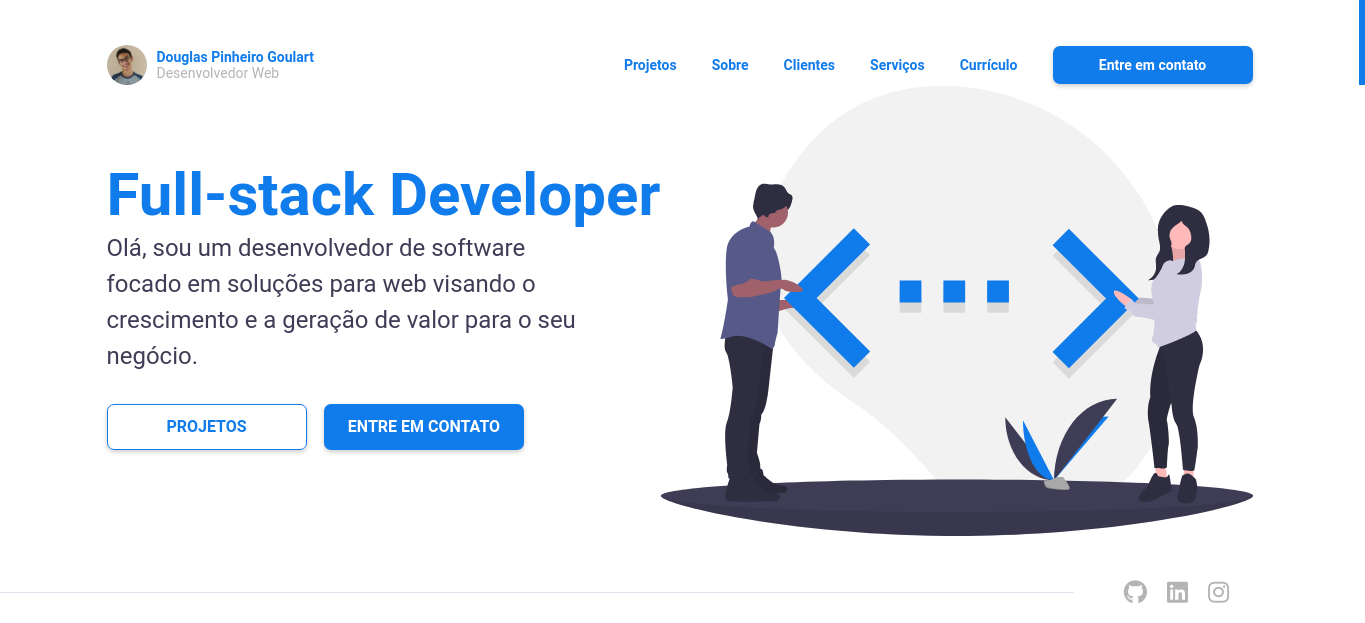 Douglas Pinheiro Goulart
Desenvolvedor Web
Projetos Sobre Clientes Serviços Currículo Entre em contato
Full-stack Developer
Olá, sou um desenvolvedor de software
focado em soluções para web visando o
crescimento e a geração de valor para o seu
negócio.
PROJETOS ENTRE EM CONTATO